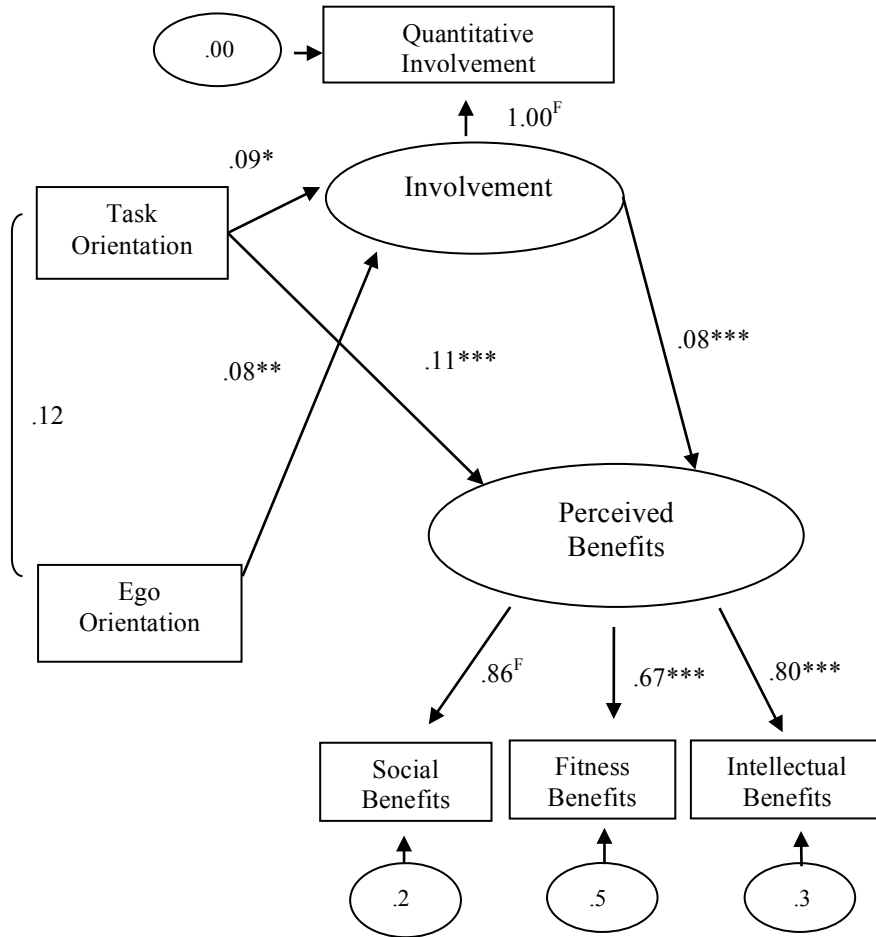 .00
Quantitative
Involvement
1.00F
.09*
Involvement
Task
Orientation
.08**
.11***
.08***
.12
Perceived
Benefits
Ego
Orientation
.86F
.67***
.80***
Social
Benefits
Fitness
Benefits
Intellectual
Benefits
.2
.5
.3